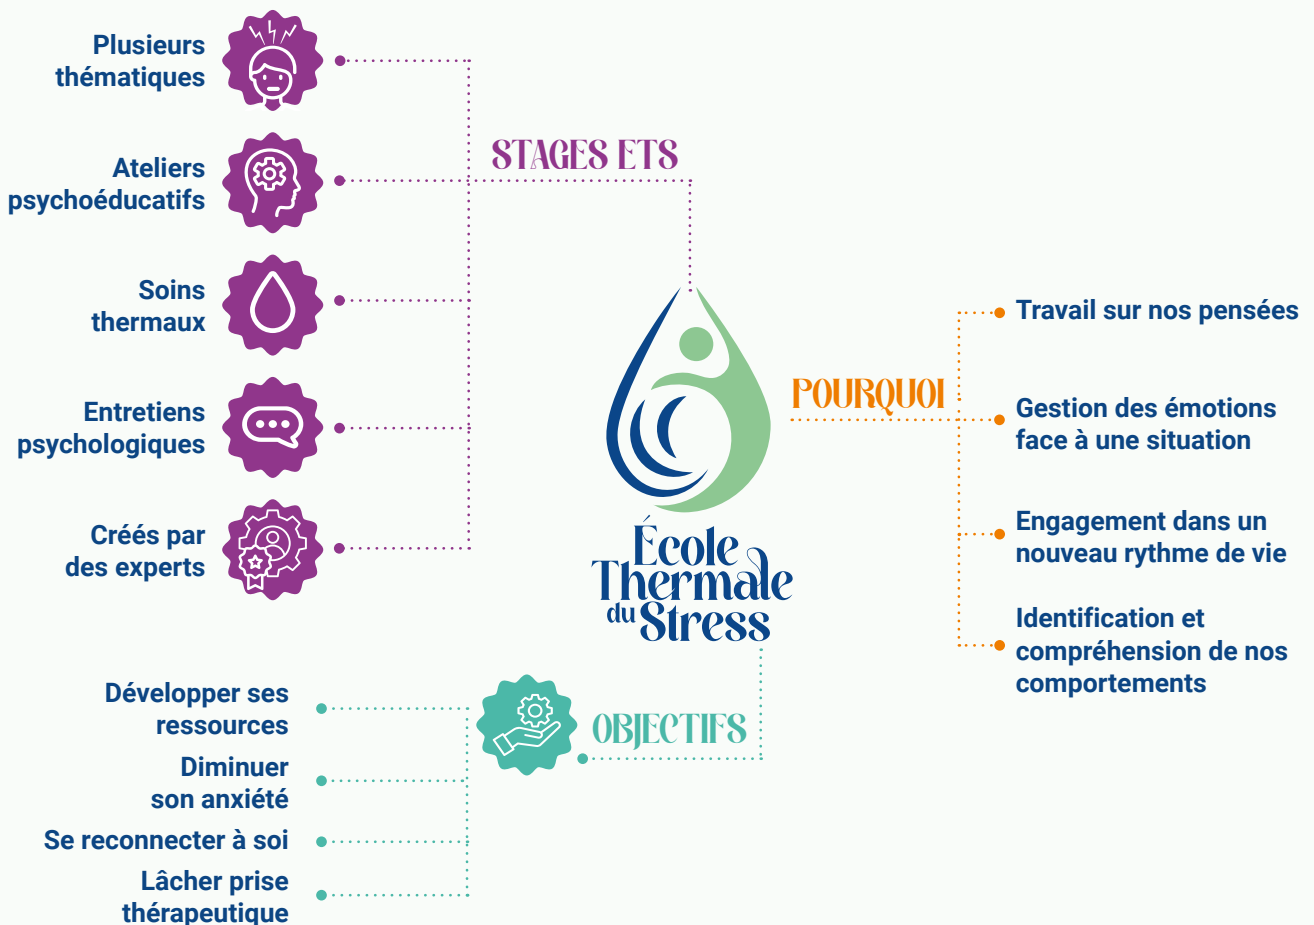 Plusieurs
thématiques
Ateliers
psychoéducatifs
Soins
thermaux
Entretiens
psychologiques
Créés par
des experts
STAGES ETS
École
Thermale
du Stress
POURQUOI
Travail sur nos pensées
Gestion des émotions
face à une situation
Engagement dans un
nouveau rythme de vie
Identification et
compréhension de nos
comportements
OBJECTIFS
Développer ses
ressources
Diminuer
son anxiété
Se reconnecter à soi
Lâcher prise
thérapeutique